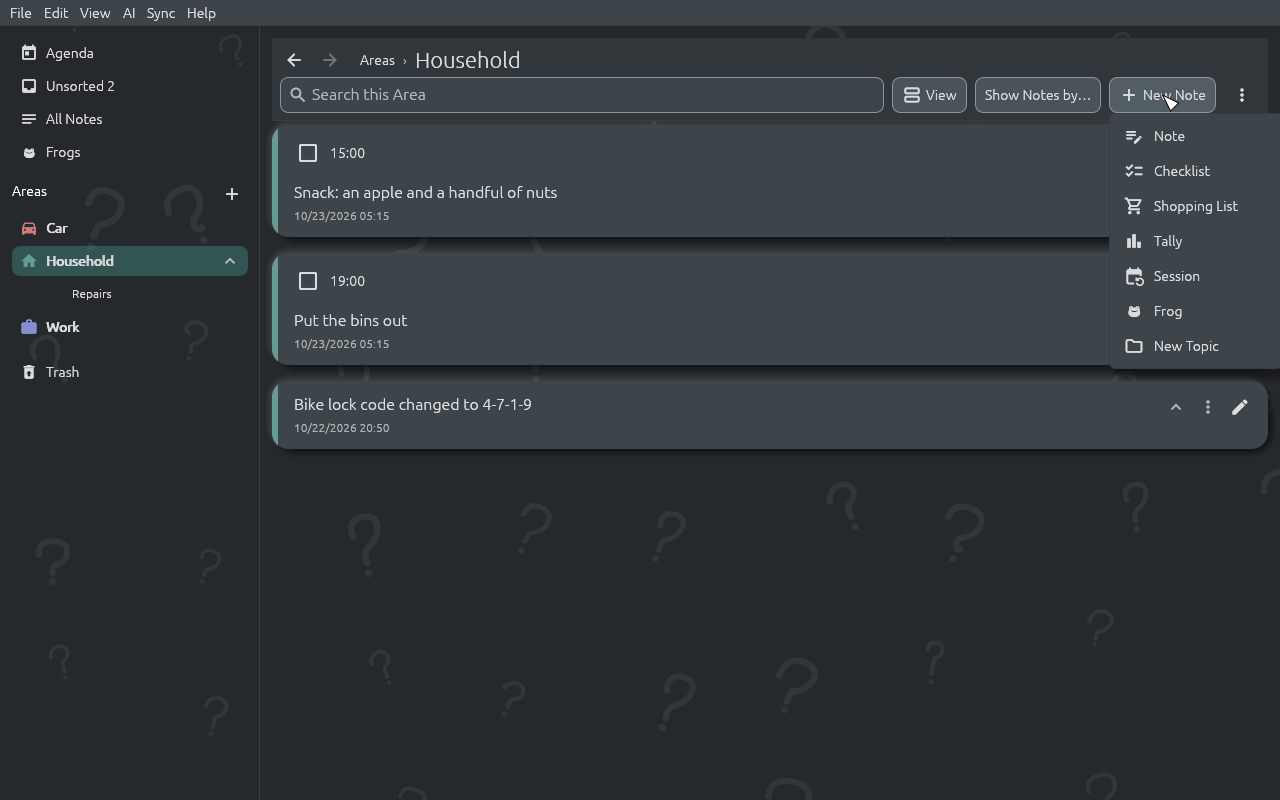 File Edit View AI Sync Help
Agenda
Unsorted 2
All Notes
Frogs
Areas
Car
Household
Repairs
Work
Trash
Areas › Household
Search this Area
View
Show Notes by...
New Note
Note
Checklist
Shopping List
Tally
Session
Frog
New Topic
15:00
Snack: an apple and a handful of nuts
10/23/2026 05:15
19:00
Put the bins out
10/23/2026 05:15
Bike lock code changed to 4-7-1-9
10/22/2026 20:50